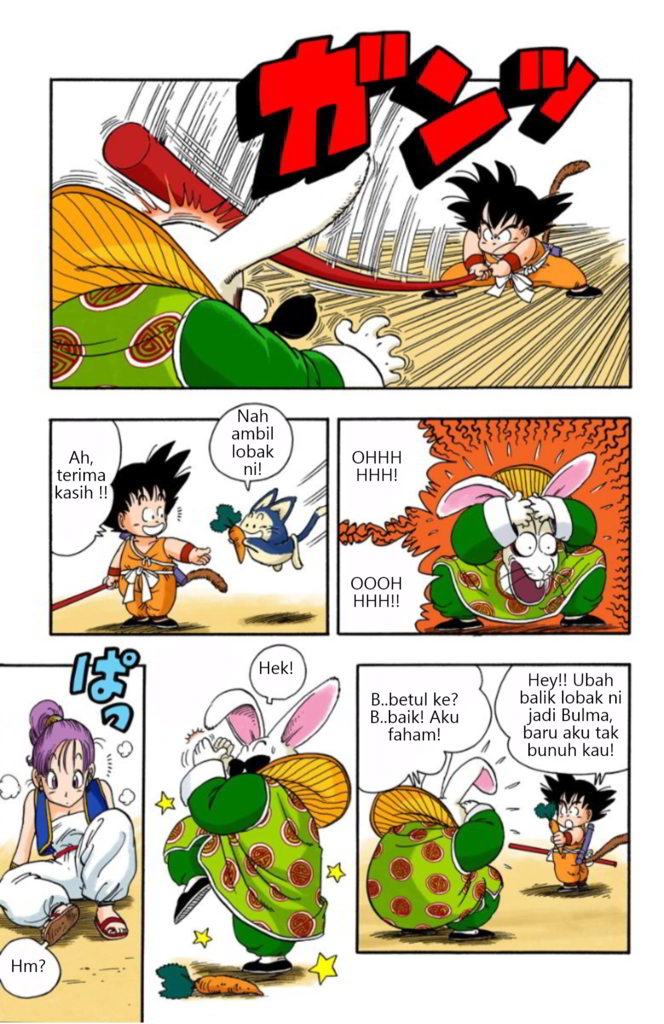 ガンッ
OHHH
HHH!
OOOH
HHH!!
Nah
ambil
lobak
ni!
Ah,
terima
kasih !!
Hey!! Ubah
balik lobak ni
jadi Bulma,
baru aku tak
bunuh kau!
B..betul ke?
B..baik! Aku
faham!
Hek!
ぱっ
Hm?